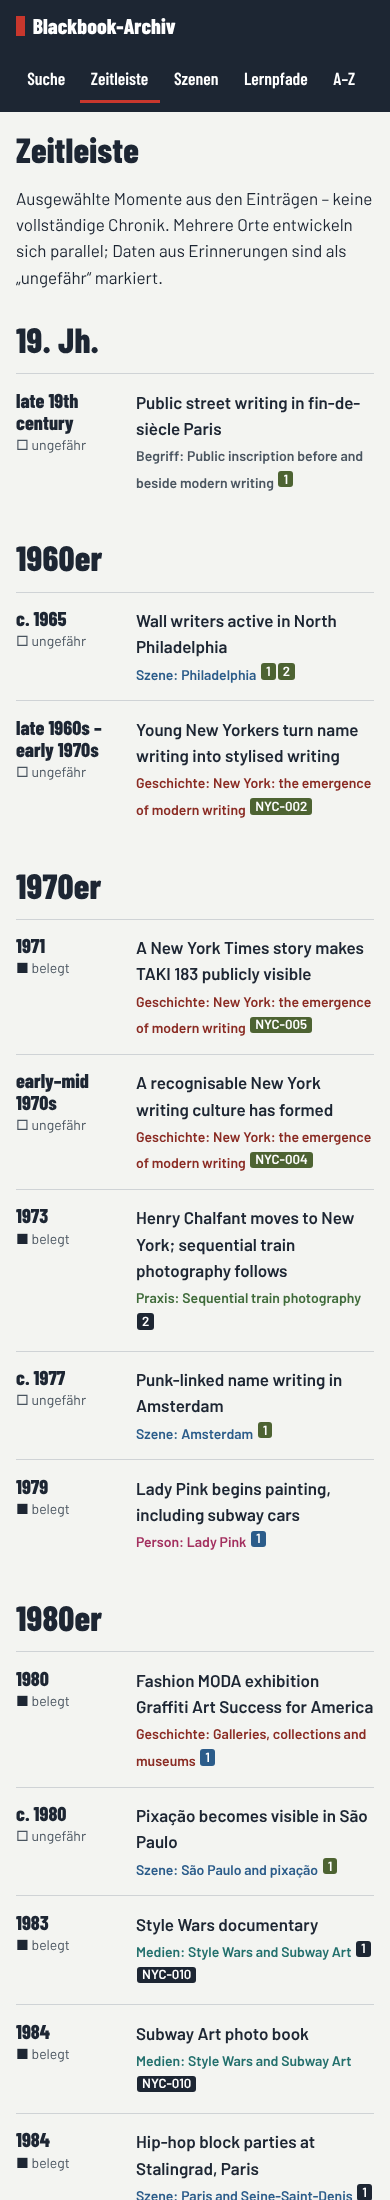 Blackbook-Archiv
Suche Zeitleiste Szenen Lernpfade A–Z
Zeitleiste
Ausgewählte Momente aus den Einträgen – keine
vollständige Chronik. Mehrere Orte entwickeln
sich parallel; Daten aus Erinnerungen sind als
„ungefähr“ markiert.
19. Jh.
late 19th
century
☐ ungefähr
Public street writing in fin-de-
siècle Paris
Begriff: Public inscription before and
beside modern writing 1
1960er
c. 1965
☐ ungefähr
Wall writers active in North
Philadelphia
Szene: Philadelphia 1 2
late 1960s –
early 1970s
☐ ungefähr
Young New Yorkers turn name
writing into stylised writing
Geschichte: New York: the emergence
of modern writing NYC-002
1970er
1971
■ belegt
A New York Times story makes
TAKI 183 publicly visible
Geschichte: New York: the emergence
of modern writing NYC-005
early–mid
1970s
☐ ungefähr
A recognisable New York
writing culture has formed
Geschichte: New York: the emergence
of modern writing NYC-004
1973
■ belegt
Henry Chalfant moves to New
York; sequential train
photography follows
Praxis: Sequential train photography
2
c. 1977
☐ ungefähr
Punk-linked name writing in
Amsterdam
Szene: Amsterdam 1
1979
■ belegt
Lady Pink begins painting,
including subway cars
Person: Lady Pink 1
1980er
1980
■ belegt
Fashion MODA exhibition
Graffiti Art Success for America
Geschichte: Galleries, collections and
museums 1
c. 1980
☐ ungefähr
Pixação becomes visible in São
Paulo
Szene: São Paulo und pixação 1
1983
■ belegt
Style Wars documentary
Medien: Style Wars and Subway Art 1
NYC-010
1984
■ belegt
Subway Art photo book
Medien: Style Wars and Subway Art
NYC-010
1984
■ belegt
Hip-hop block parties at
Stalingrad, Paris
Szene: Paris and Seine-Saint-Denis 1